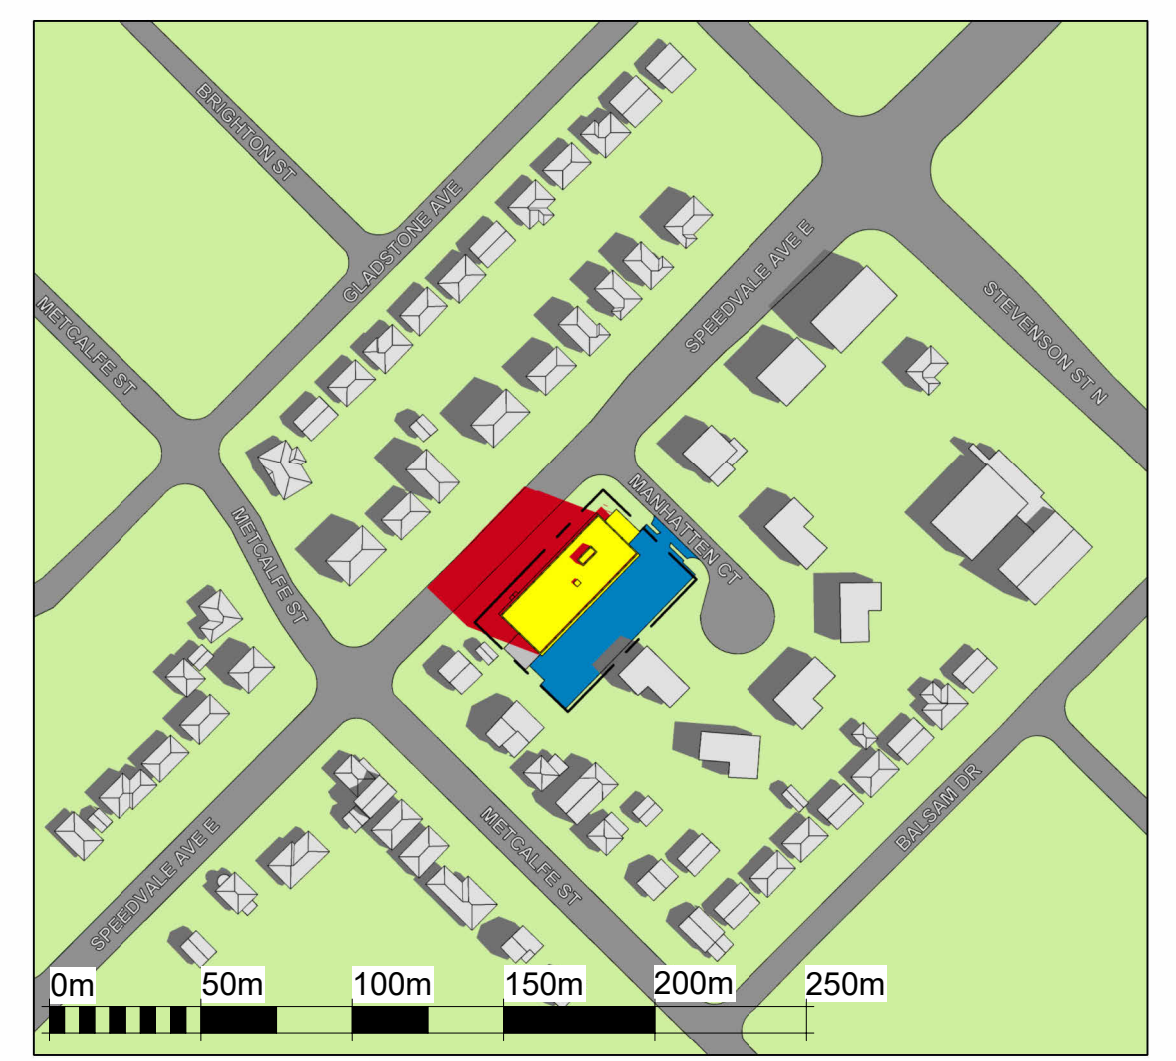 BRIGHTON ST
GLADSTONE AVE
METCALFE ST
SPEEDVALE AVE E
STEVENSON ST N
MANHATTEN CT
METCALFE ST
METCALFE ST
BALSAM DR
SPEEDVALE AVE E
0m 50m 100m 150m 200m 250m